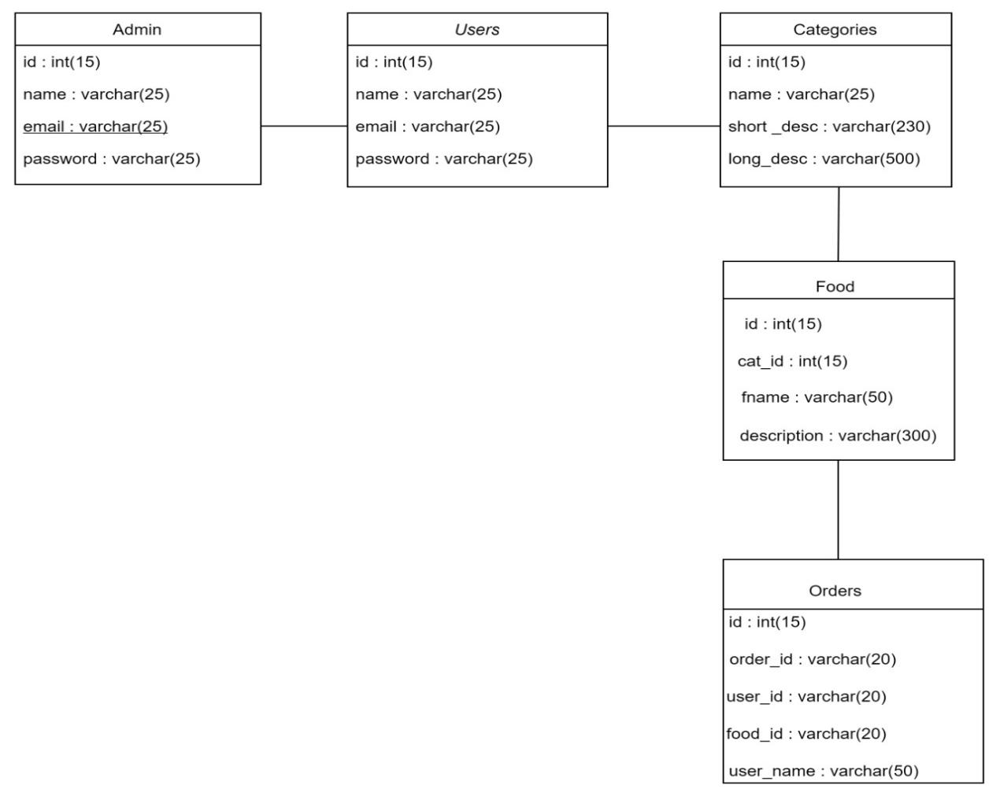 Admin
id : int(15)
name : varchar(25)
email : varchar(25)
password : varchar(25)
Users
id : int(15)
name : varchar(25)
email : varchar(25)
password : varchar(25)
Categories
id : int(15)
name : varchar(25)
short _desc : varchar(230)
long_desc : varchar(500)
Food
id : int(15)
cat_id : int(15)
fname : varchar(50)
description : varchar(300)
Orders
id : int(15)
order_id : varchar(20)
user_id : varchar(20)
food_id : varchar(20)
user_name : varchar(50)